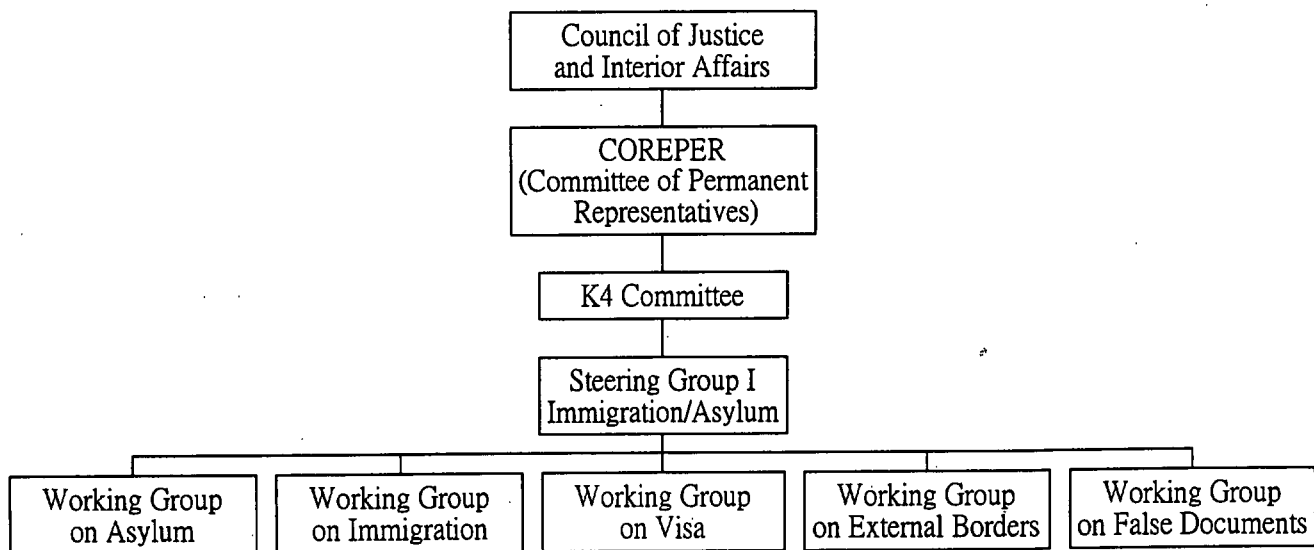 Council of Justice
and Interior Affairs
COREPER
(Committee of Permanent
Representatives)
K4 Committee
Steering Group I
Immigration/Asylum
Working Group
on Asylum
Working Group
on Immigration
Working Group
on Visa
Working Group
on External Borders
Working Group
on False Documents